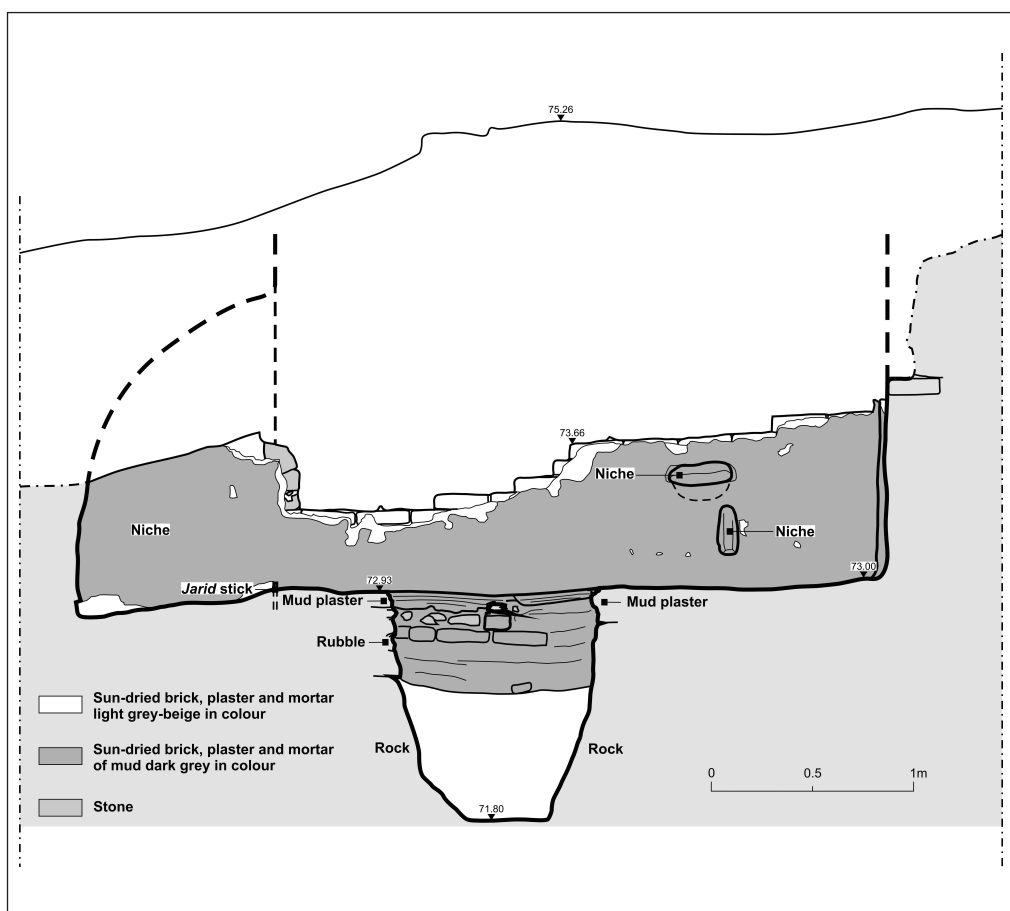 75.26
73.66
Niche
Niche
Niche
Jarid stick
72.93
73.00
Mud plaster
Mud plaster
Rubble
Sun-dried brick, plaster and mortar
light grey-beige in colour
Sun-dried brick, plaster and mortar
of mud dark grey in colour
Stone
Rock
Rock
71.80
0 0.5 1m